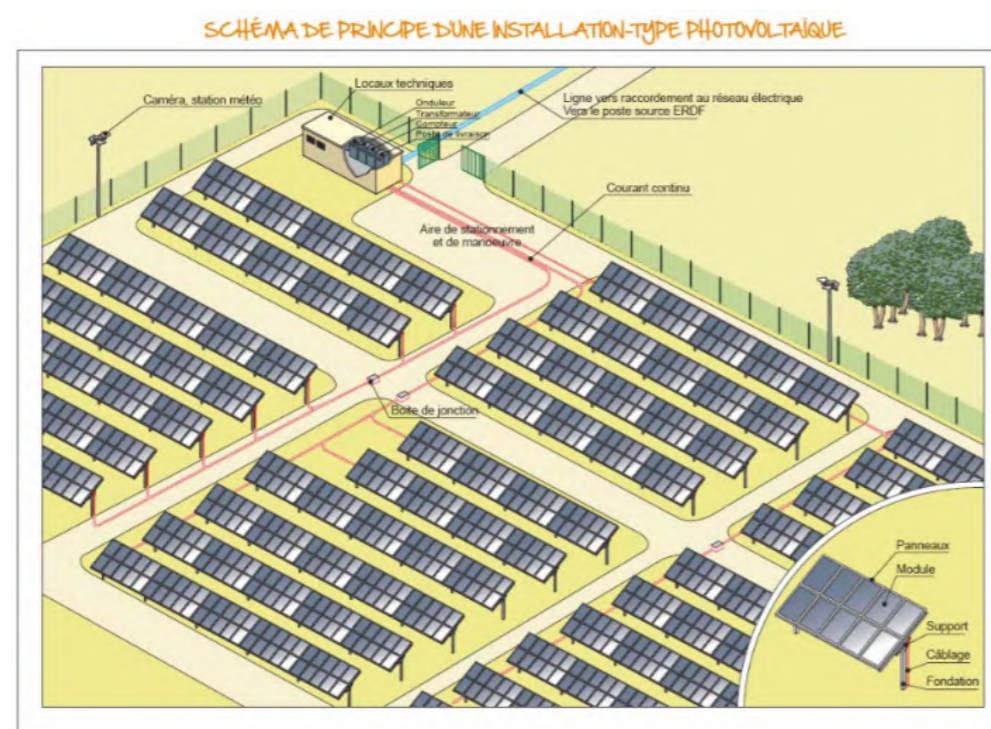 SCHÉMA DE PRINCIPE D'UNE INSTALLATION-TYPE PHOTOVOLTAÏQUE
Locaux techniques
Caméra, station météo
Onduleur
Transformateur
Compteur
Poste de livraison
Ligne vers raccordement au réseau électrique
Vers le poste source ERDF
Courant continu
Aire de stationnement
et de manoeuvre
Boite de jonction
Panneaux
Module
Support
Câblage
Fondation